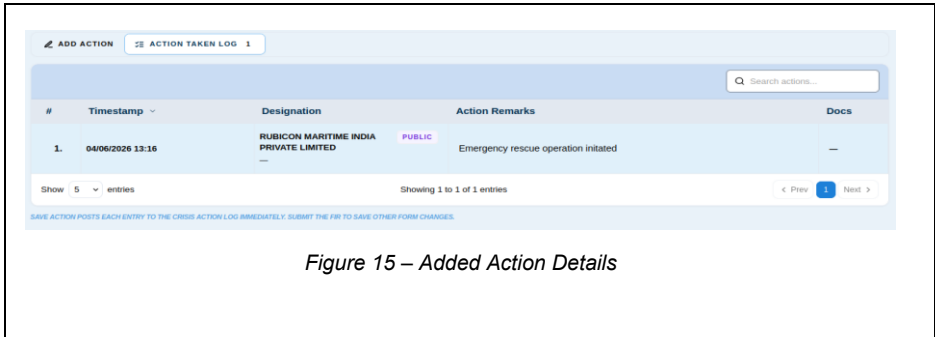 ADD ACTION ACTION TAKEN LOG 1
Search actions...
# Timestamp Designation Action Remarks Docs
1. 04/06/2026 13:16 RUBICON MARITIME INDIA PRIVATE LIMITED — PUBLIC Emergency rescue operation initated —
Show 5 entries Showing 1 to 1 of 1 entries < Prev 1 Next >
SAVE ACTION POSTS EACH ENTRY TO THE CRISIS ACTION LOG IMMEDIATELY. SUBMIT THE FIR TO SAVE OTHER FORM CHANGES.
Figure 15 – Added Action Details